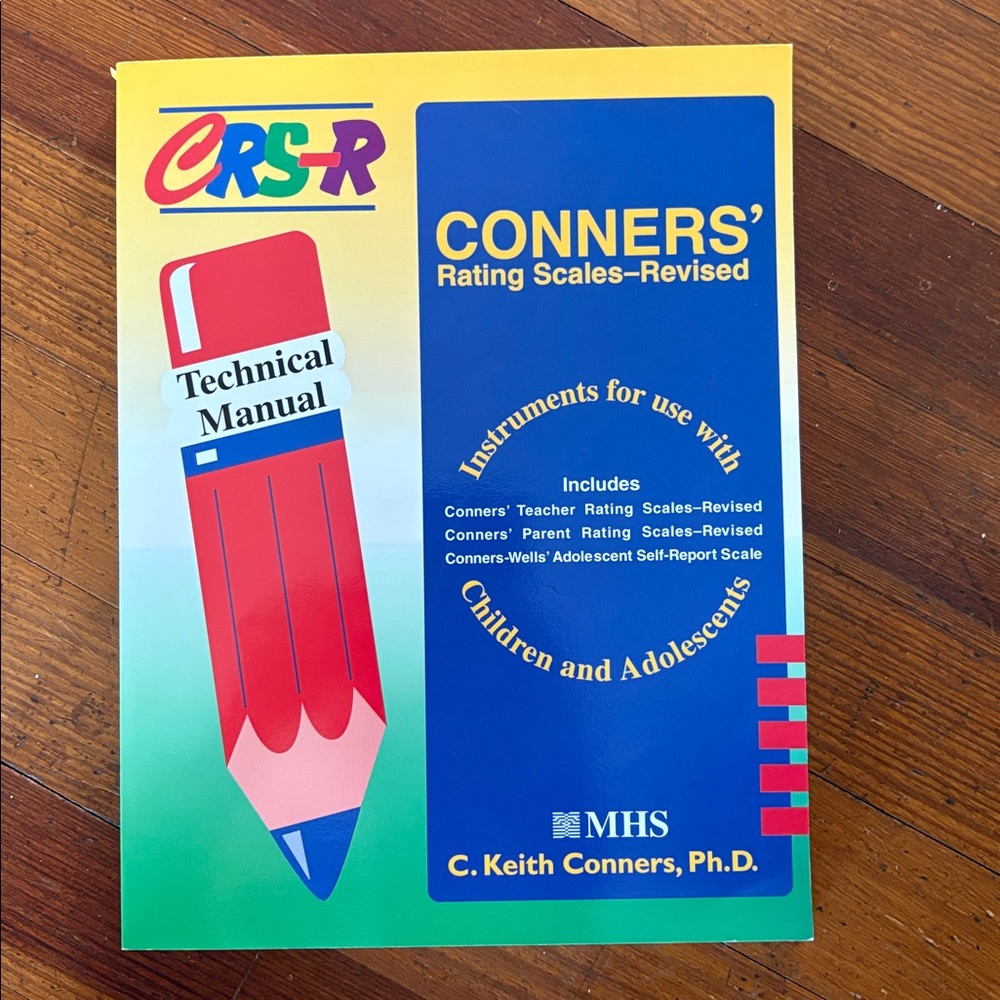 CRS-R
Technical
Manual
CONNERS’
Rating Scales–Revised
Instruments for use with
Includes
Conners’ Teacher Rating Scales–Revised
Conners’ Parent Rating Scales–Revised
Conners-Wells’ Adolescent Self-Report Scale
Children and Adolescents
MHS
C. Keith Conners, Ph.D.